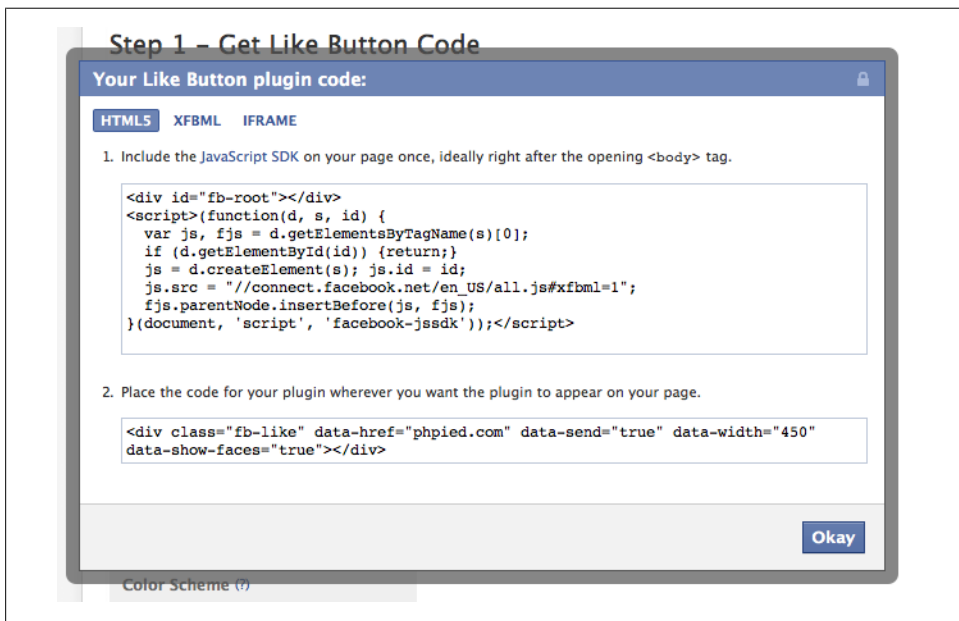 Step 1 – Get Like Button Code
Your Like Button plugin code:
HTML5 XFBML IFRAME
1. Include the JavaScript SDK on your page once, ideally right after the opening <body> tag.
<div id="fb-root"></div>
<script>(function(d, s, id) {
  var js, fjs = d.getElementsByTagName(s)[0];
  if (d.getElementById(id)) {return;}
  js = d.createElement(s); js.id = id;
  js.src = "//connect.facebook.net/en_US/all.js#xfbml=1";
  fjs.parentNode.insertBefore(js, fjs);
}(document, 'script', 'facebook-jssdk'));</script>
2. Place the code for your plugin wherever you want the plugin to appear on your page.
<div class="fb-like" data-href="phpied.com" data-send="true" data-width="450"
data-show-faces="true"></div>
Okay
Color Scheme (?)